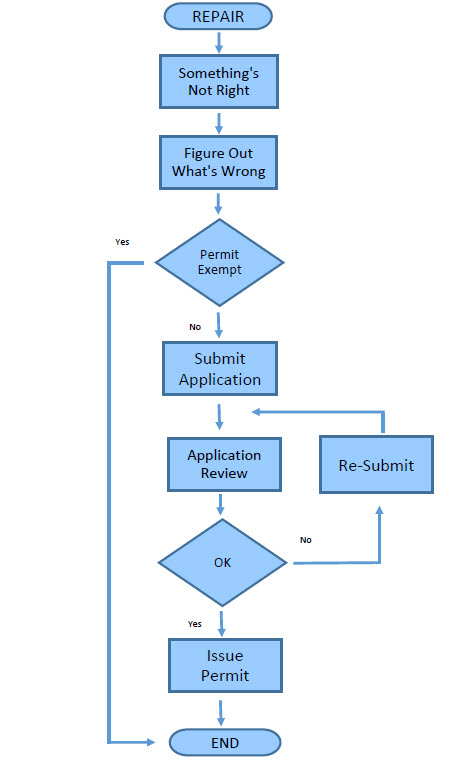 REPAIR
Something's
Not Right
Figure Out
What's Wrong
Yes
Permit
Exempt
No
Submit
Application
Application
Review
Re-Submit
OK
No
Yes
Issue
Permit
END